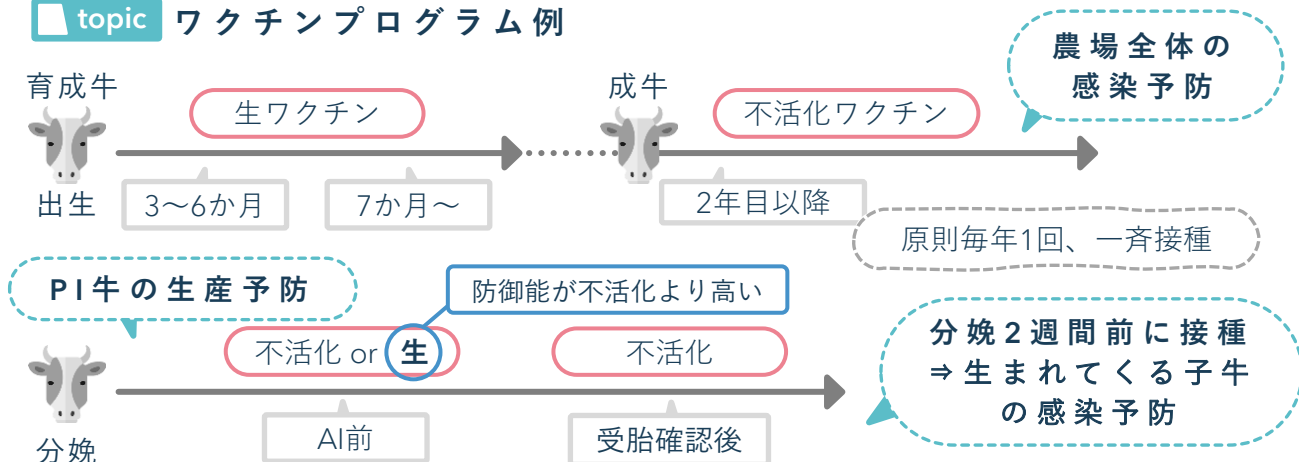 topic ワクチンプログラム例
農場全体の
感染予防
育成牛
生ワクチン
成牛
不活化ワクチン
出生
3〜6か月
7か月〜
2年目以降
原則毎年1回、一斉接種
PI牛の生産予防
防御能が不活化より高い
不活化 or 生
不活化
分娩2週間前に接種
⇒生まれてくる子牛
の感染予防
分娩
AI前
受胎確認後